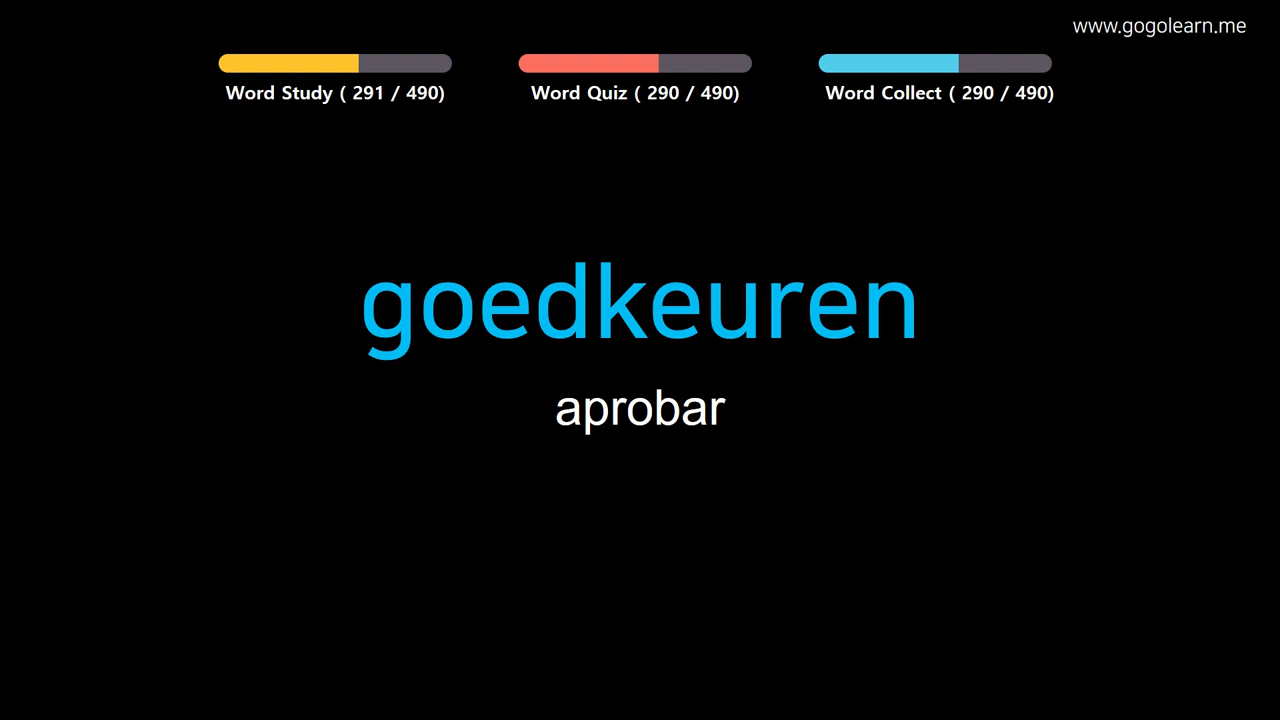 www.gogolearn.me
Word Study ( 291 / 490)
Word Quiz ( 290 / 490)
Word Collect ( 290 / 490)
goedkeuren
aprobar